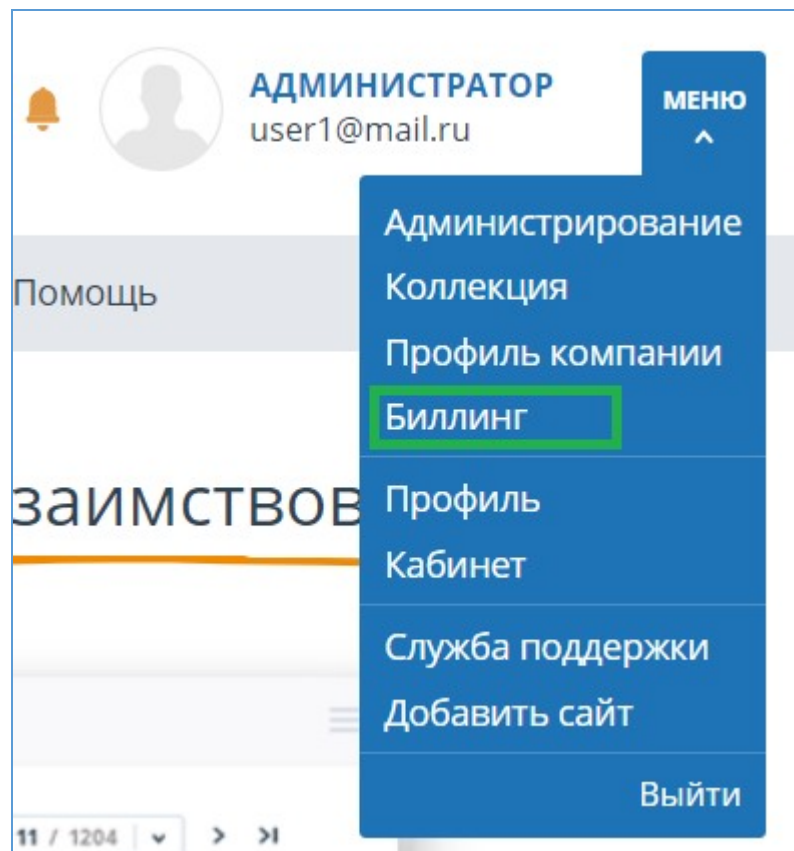 АДМИНИСТРАТОР
user1@mail.ru
МЕНЮ
Администрирование
Помощь
Коллекция
Профиль компании
Биллинг
заимствов
Профиль
Кабинет
Служба поддержки
Добавить сайт
Выйти
11 / 1204